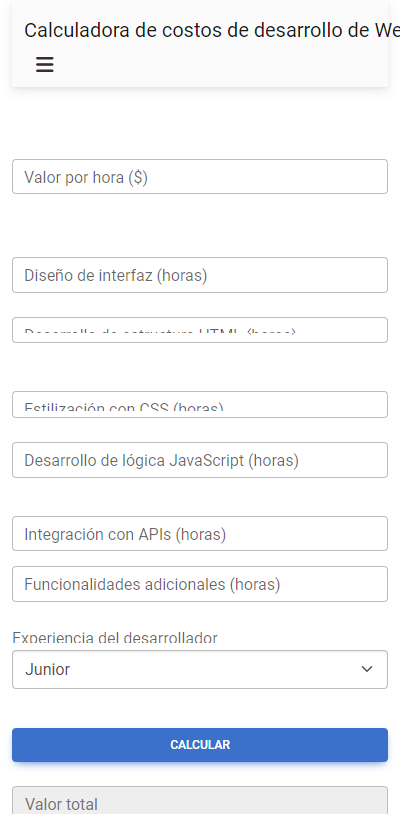 Calculadora de costos de desarrollo de We
Valor por hora ($)
Diseño de interfaz (horas)
Desarrollo de estructura HTML (horas)
Estilización con CSS (horas)
Desarrollo de lógica JavaScript (horas)
Integración con APIs (horas)
Funcionalidades adicionales (horas)
Experiencia del desarrollador
Junior
CALCULAR
Valor total